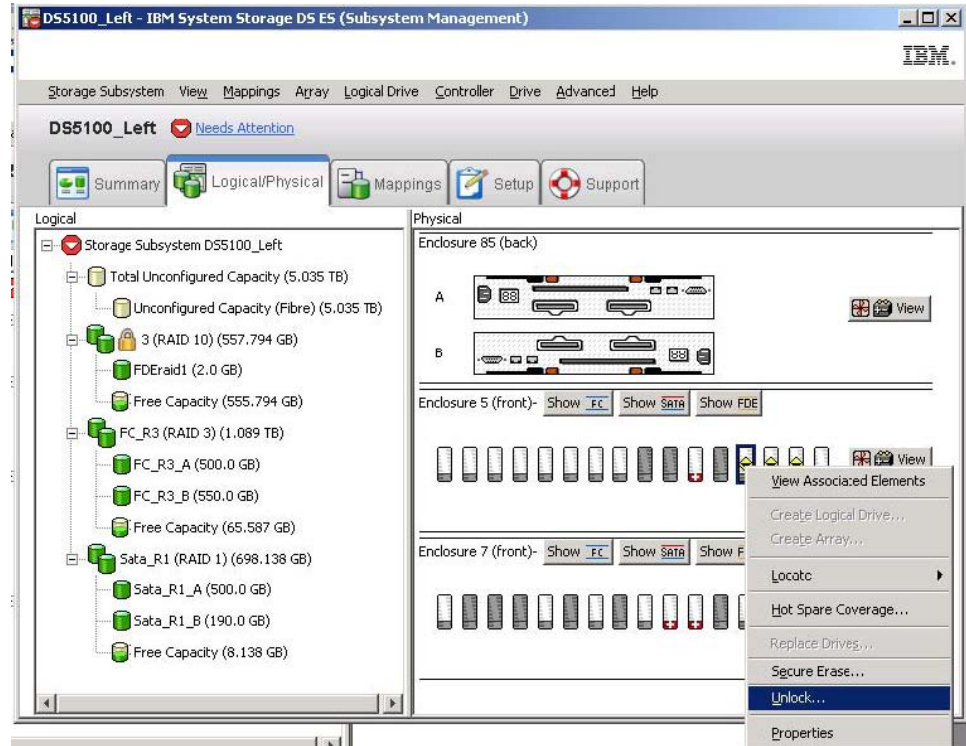 DS5100_Left - IBM System Storage DS ES (Subsystem Management)
IBM.
Storage Subsystem View Mappings Array Logical Drive Controller Drive Advanced Help
DS5100_Left Needs Attention
Summary Logical/Physical Mappings Setup Support
Logical
Storage Subsystem DS5100_Left
Total Unconfigured Capacity (5.035 TB)
Unconfigured Capacity (Fibre) (5.035 TB)
3 (RAID 10) (557.794 GB)
FDEraid1 (2.0 GB)
Free Capacity (555.794 GB)
FC_R3 (RAID 3) (1.089 TB)
FC_R3_A (500.0 GB)
FC_R3_B (550.0 GB)
Free Capacity (65.587 GB)
Sata_R1 (RAID 1) (698.138 GB)
Sata_R1_A (500.0 GB)
Sata_R1_B (190.0 GB)
Free Capacity (8.138 GB)
Physical
Enclosure 85 (back)
A 88 View
B 88
Enclosure 5 (front)- Show FC Show SATA Show FDE
View
Enclosure 7 (front)- Show FC Show SATA Show F
View Associated Elements
Create Logical Drive...
Create Array...
Locate
Hot Spare Coverage...
Replace Drives...
Secure Erase...
Unlock...
Properties